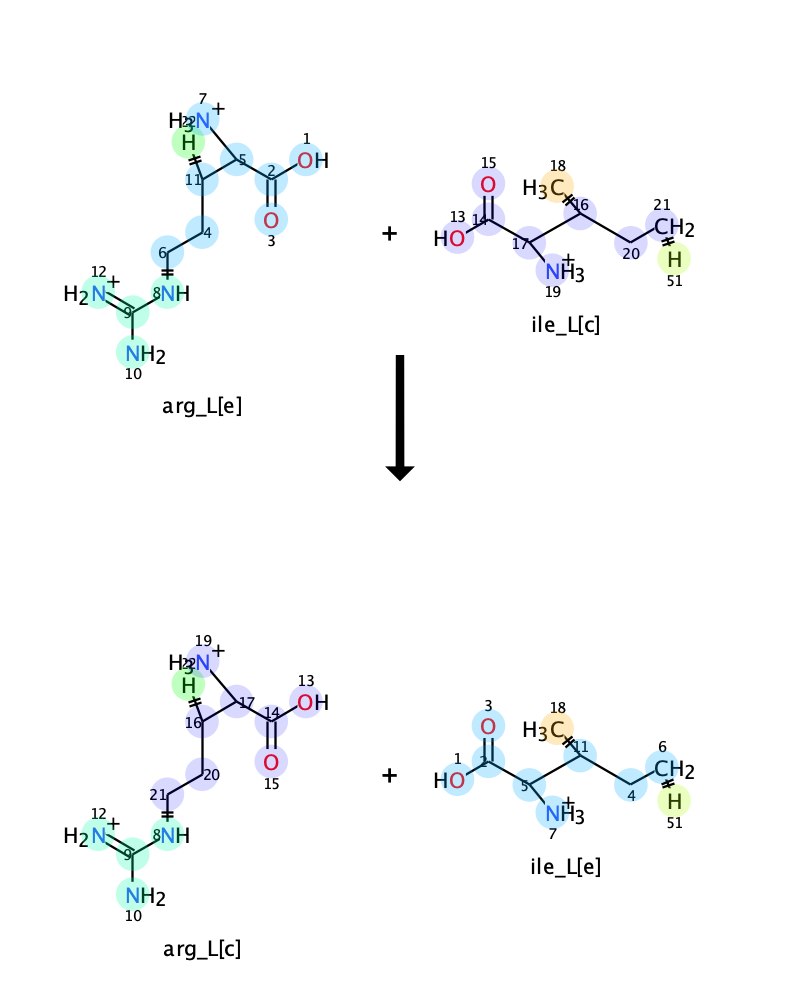 7
H3N+
22
H
5
1
OH
2
11
O
3
4
6
12
H2N+
8 NH
9
NH2
10
arg_L[e]
+
15
O
18
H3C
16
21
CH2
13
HO
14
17
20
H
51
NH3+
19
ile_L[c]
19
H3N+
22
H
17
13
OH
14
16
O
15
20
21
12
H2N+
8 NH
9
NH2
10
arg_L[c]
+
3
O
18
H3C
11
6
CH2
1
HO
2
5
4
H
51
NH3+
7
ile_L[e]